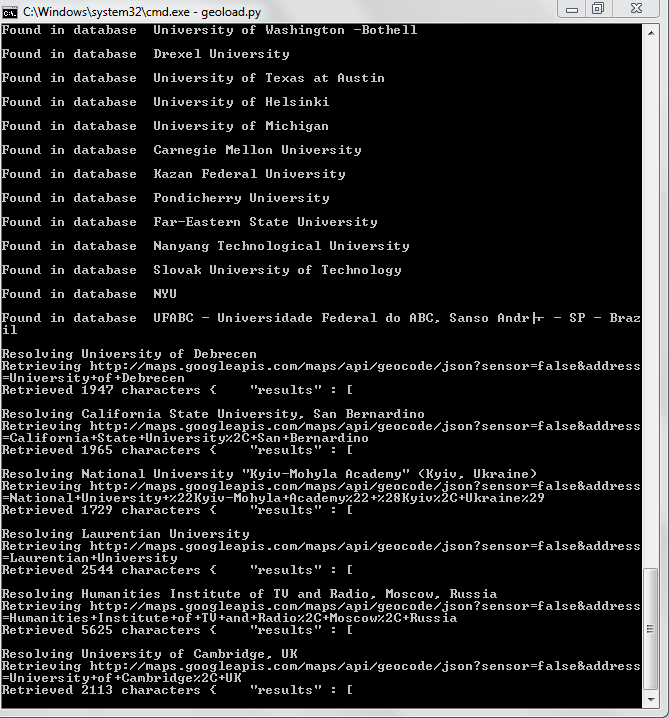 C:\Windows\system32\cmd.exe - geoload.py
Found in database  University of Washington -Bothell
Found in database  Drexel University
Found in database  University of Texas at Austin
Found in database  University of Helsinki
Found in database  University of Michigan
Found in database  Carnegie Mellon University
Found in database  Kazan Federal University
Found in database  Pondicherry University
Found in database  Far-Eastern State University
Found in database  Nanyang Technological University
Found in database  Slovak University of Technology
Found in database  NYU
Found in database  UFABC - Universidade Federal do ABC, Sanso Andr├⌐ - SP - Braz
il
Resolving University of Debrecen
Retrieving http://maps.googleapis.com/maps/api/geocode/json?sensor=false&address
=University+of+Debrecen
Retrieved 1947 characters {    "results" : [
Resolving California State University, San Bernardino
Retrieving http://maps.googleapis.com/maps/api/geocode/json?sensor=false&address
=California+State+University%2C+San+Bernardino
Retrieved 1965 characters {    "results" : [
Resolving National University "Kyiv-Mohyla Academy" (Kyiv, Ukraine)
Retrieving http://maps.googleapis.com/maps/api/geocode/json?sensor=false&address
=National+University+%22Kyiv-Mohyla+Academy%22+%28Kyiv%2C+Ukraine%29
Retrieved 1729 characters {    "results" : [
Resolving Laurentian University
Retrieving http://maps.googleapis.com/maps/api/geocode/json?sensor=false&address
=Laurentian+University
Retrieved 2544 characters {    "results" : [
Resolving Humanities Institute of TV and Radio, Moscow, Russia
Retrieving http://maps.googleapis.com/maps/api/geocode/json?sensor=false&address
=Humanities+Institute+of+TV+and+Radio%2C+Moscow%2C+Russia
Retrieved 5625 characters {    "results" : [
Resolving University of Cambridge, UK
Retrieving http://maps.googleapis.com/maps/api/geocode/json?sensor=false&address
=University+of+Cambridge%2C+UK
Retrieved 2113 characters {    "results" : [